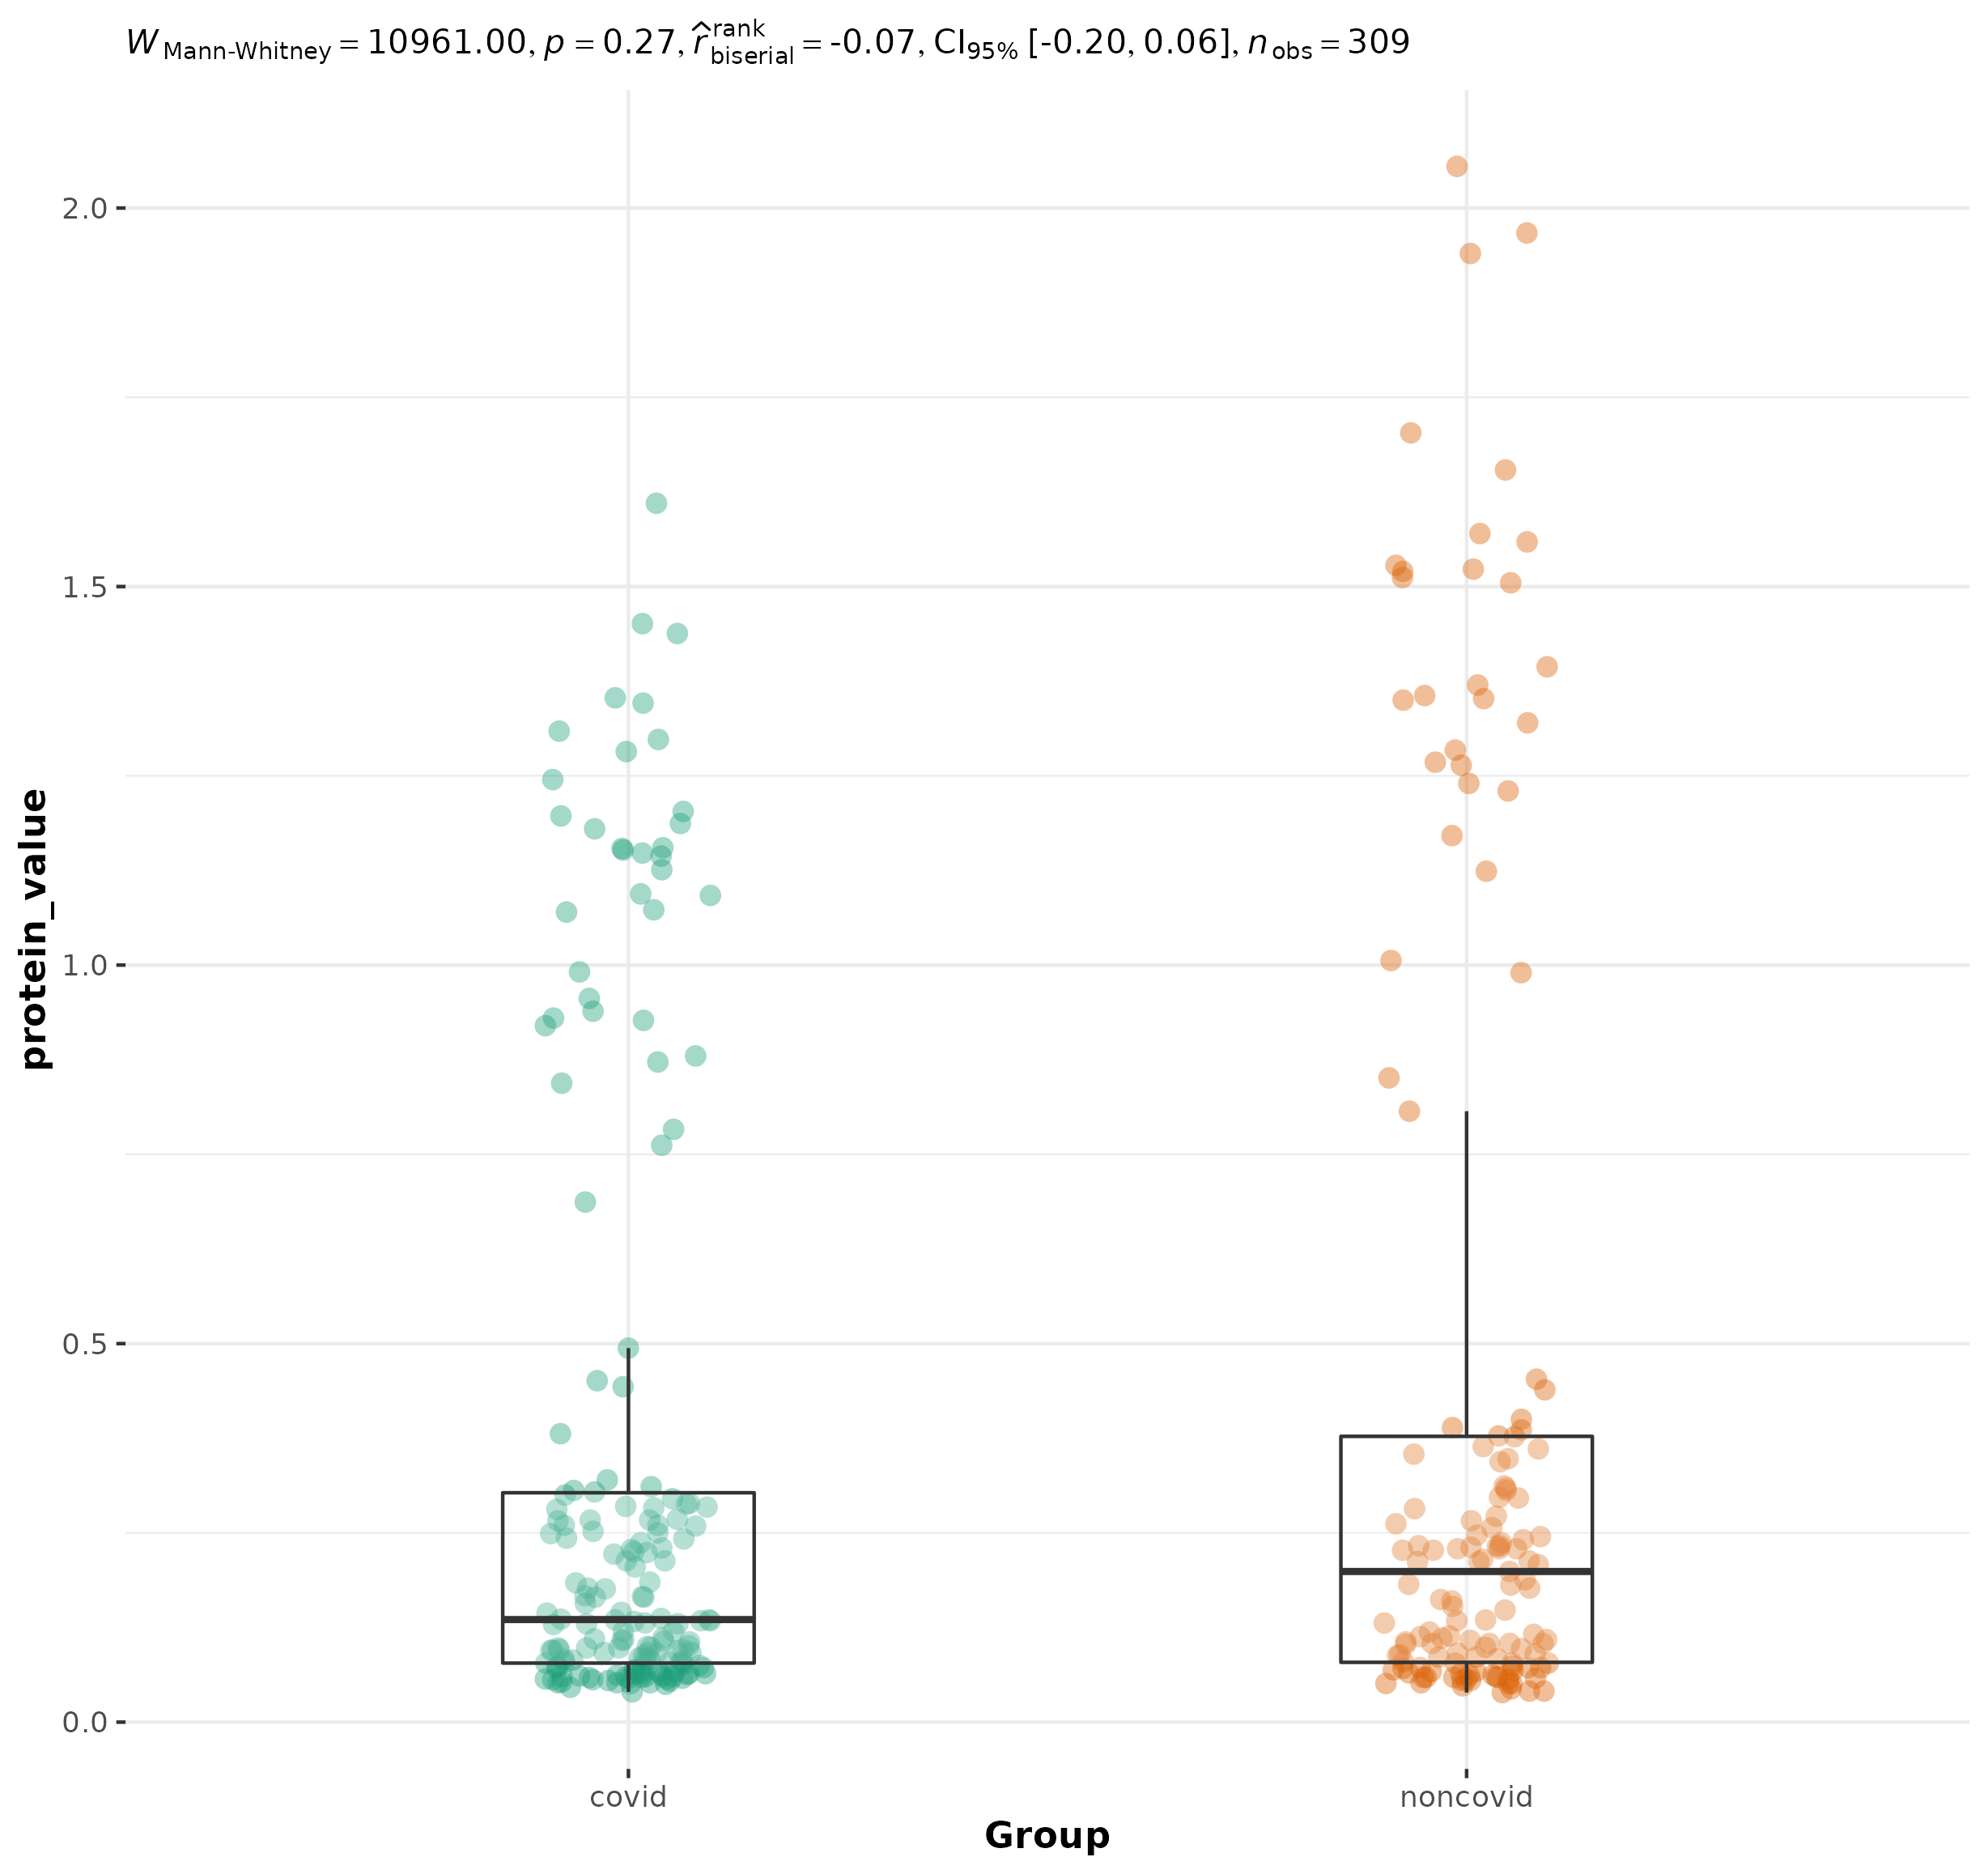 W Mann-Whitney = 10961.00, p = 0.27, r̂ rank biserial = -0.07, CI95% [-0.20, 0.06], n obs = 309
protein_value
2.0
1.5
1.0
0.5
0.0
covid noncovid
Group